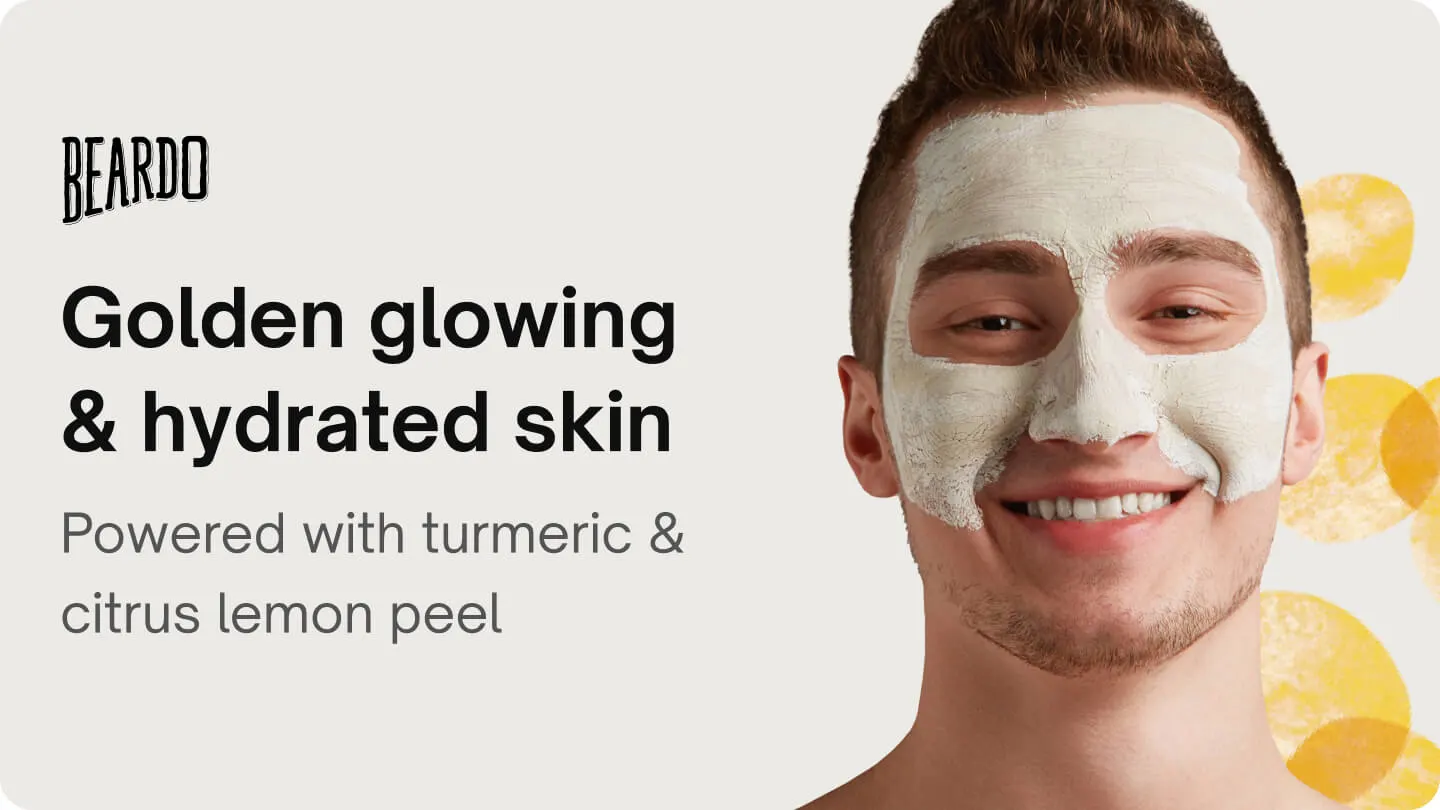 BEARDO
Golden glowing
& hydrated skin
Powered with turmeric &
citrus lemon peel